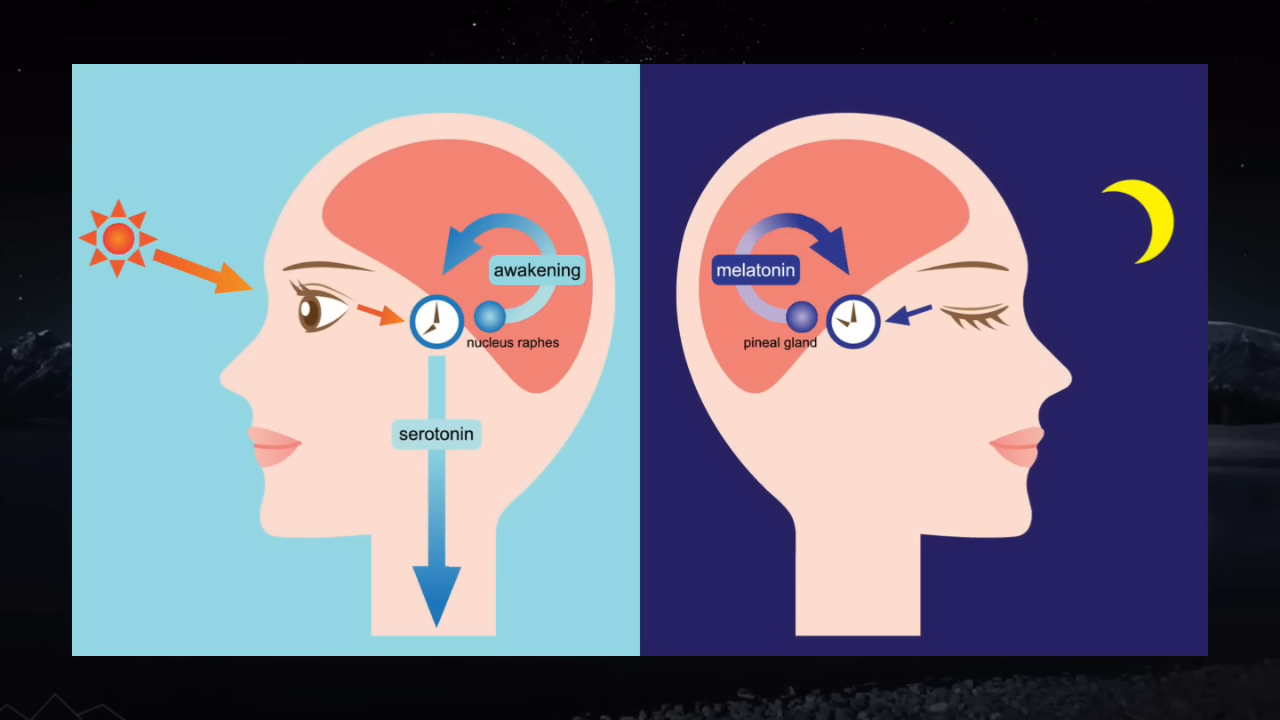 awakening
nucleus raphes
serotonin
melatonin
pineal gland